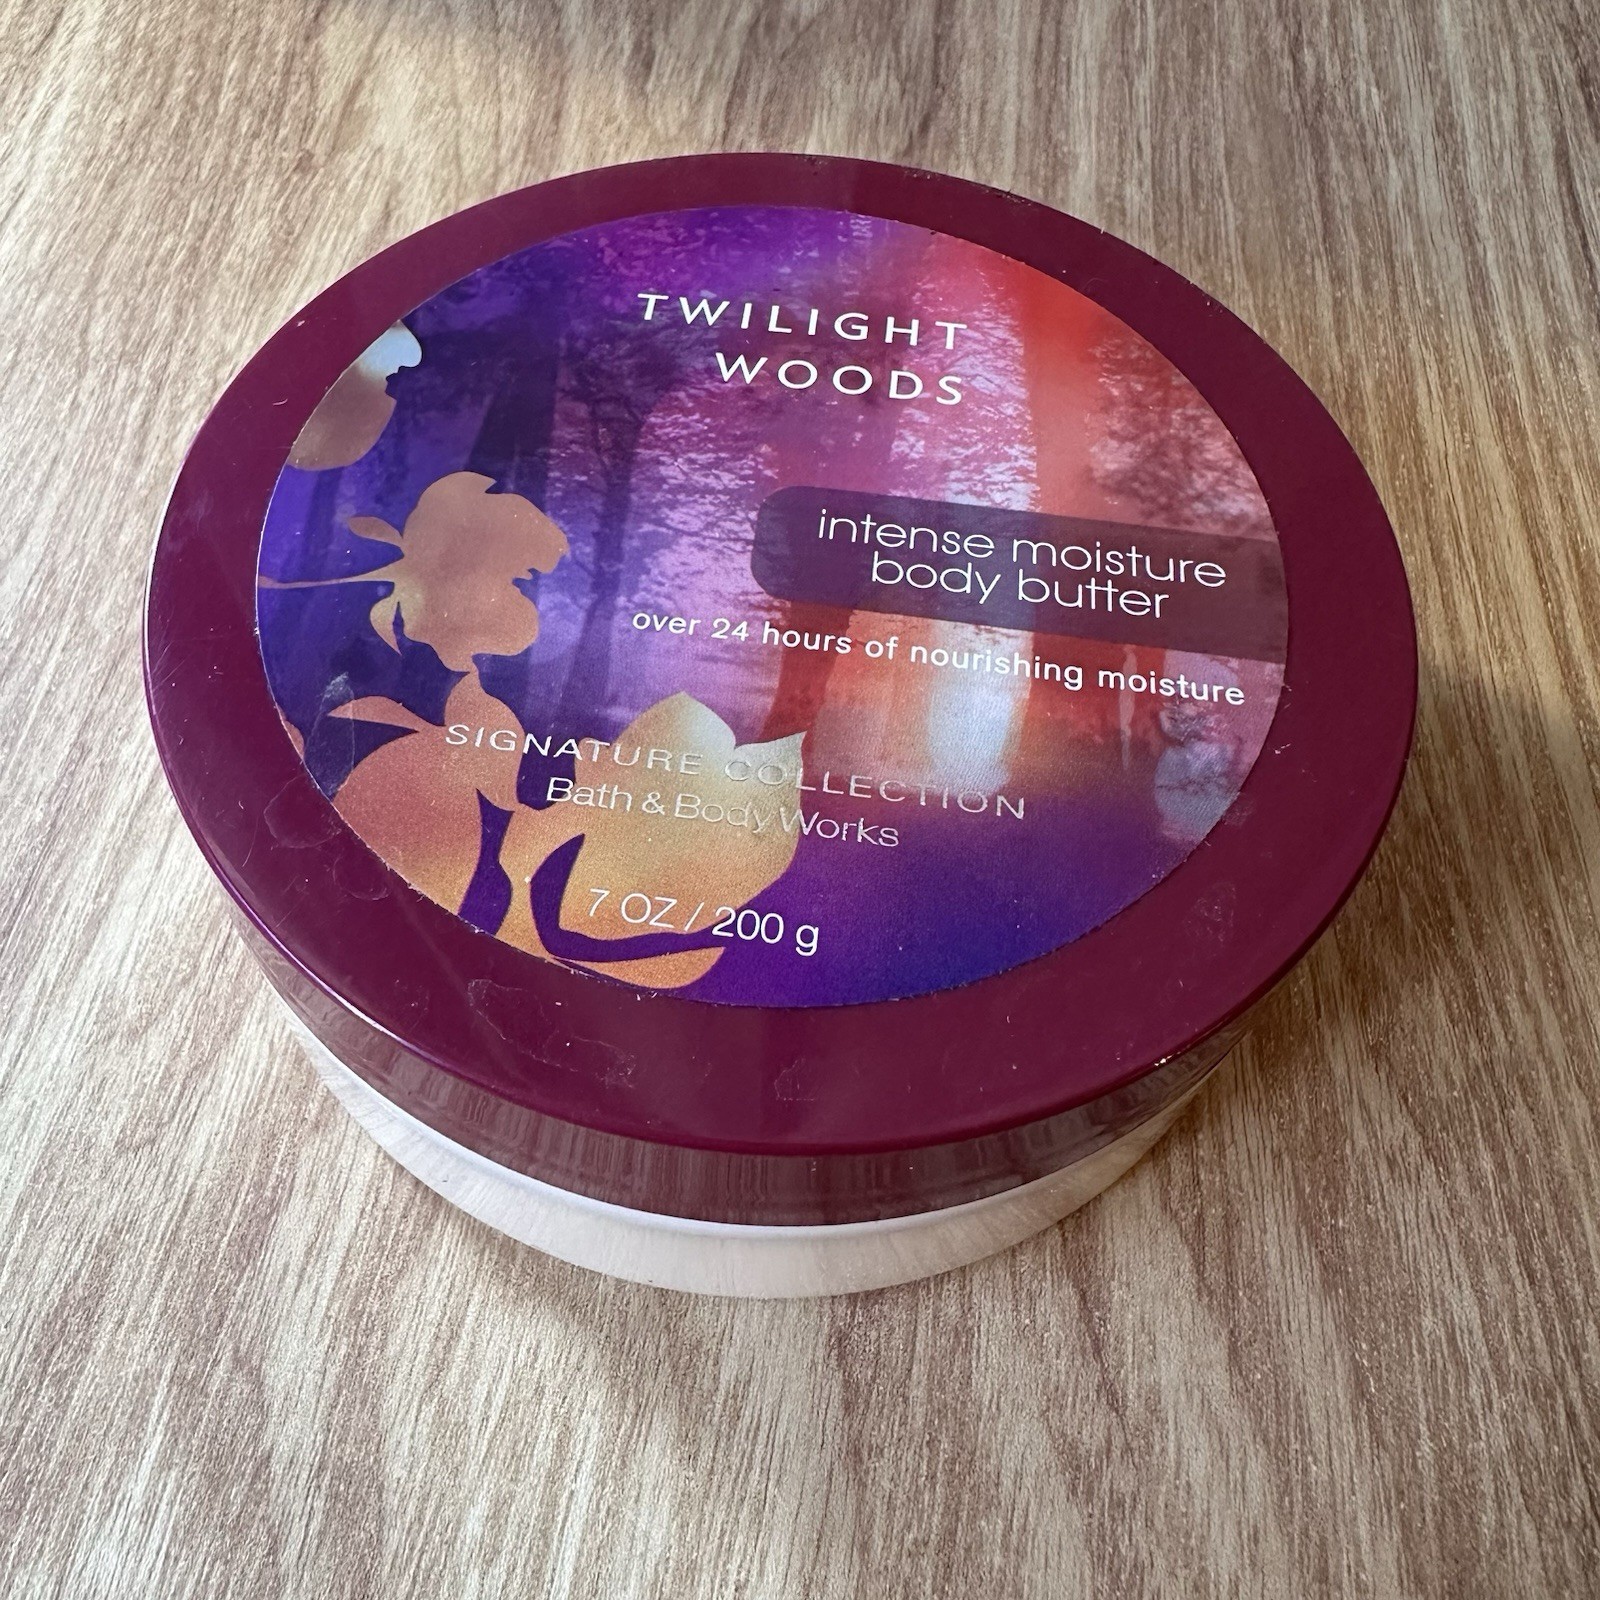 TWILIGHT
WOODS
intense moisture
body butter
over 24 hours of nourishing moisture
SIGNATURE COLLECTION
Bath & Body Works
7 OZ / 200 g